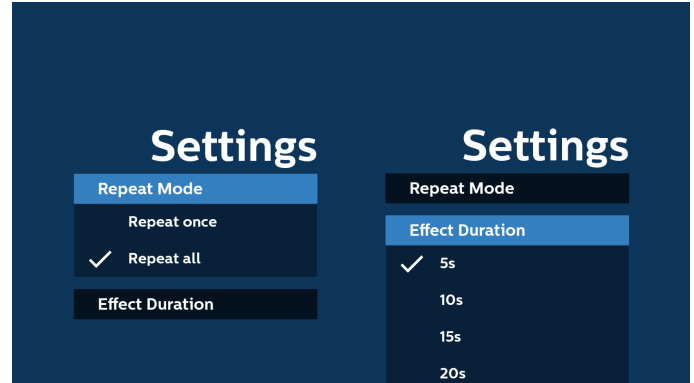 Settings
Repeat Mode
Repeat once
Repeat all
Effect Duration
Settings
Repeat Mode
Effect Duration
5s
10s
15s
20s